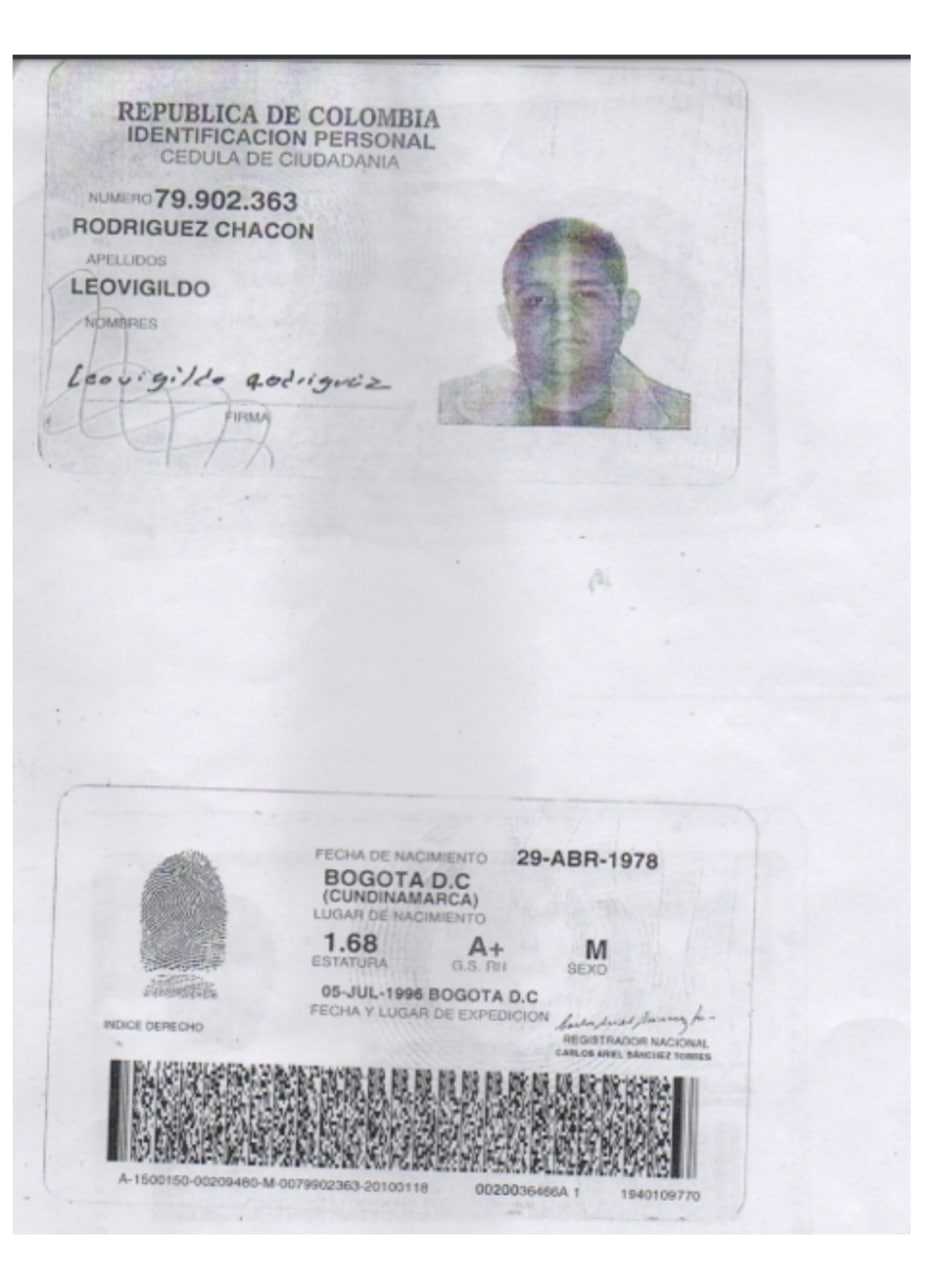 REPUBLICA DE COLOMBIA
IDENTIFICACION PERSONAL
CEDULA DE CIUDADANIA
NUMERO 79.902.363
RODRIGUEZ CHACON
APELLIDOS
LEOVIGILDO
NOMBRES
Leovigildo Rodriguez
FIRMA
FECHA DE NACIMIENTO 29-ABR-1978
BOGOTA D.C
(CUNDINAMARCA)
LUGAR DE NACIMIENTO
1.68 A+ M
ESTATURA G.S. RH SEXO
05-JUL-1996 BOGOTA D.C
FECHA Y LUGAR DE EXPEDICION
INDICE DERECHO
REGISTRADOR NACIONAL
CARLOS ARIEL SÁNCHEZ TORRES
A-1500150-00209480-M-0079902363-20100118 0020036466A 1 1940109770